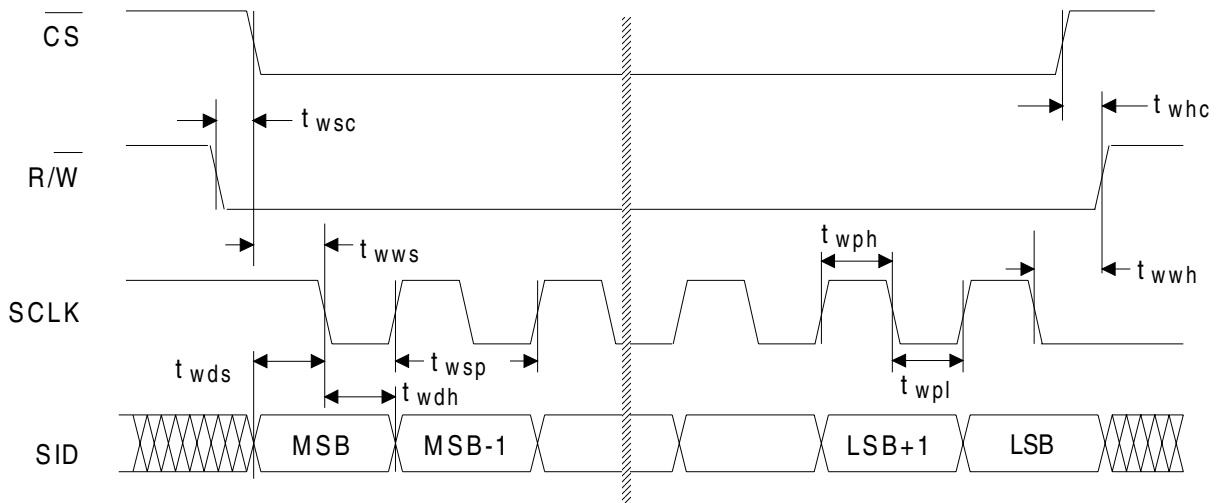 CS
t wsc
t whc
R/W
t wws
t wph
t wwh
SCLK
t wds
t wsp
t wdh
t wpl
SID
MSB
MSB-1
LSB+1
LSB